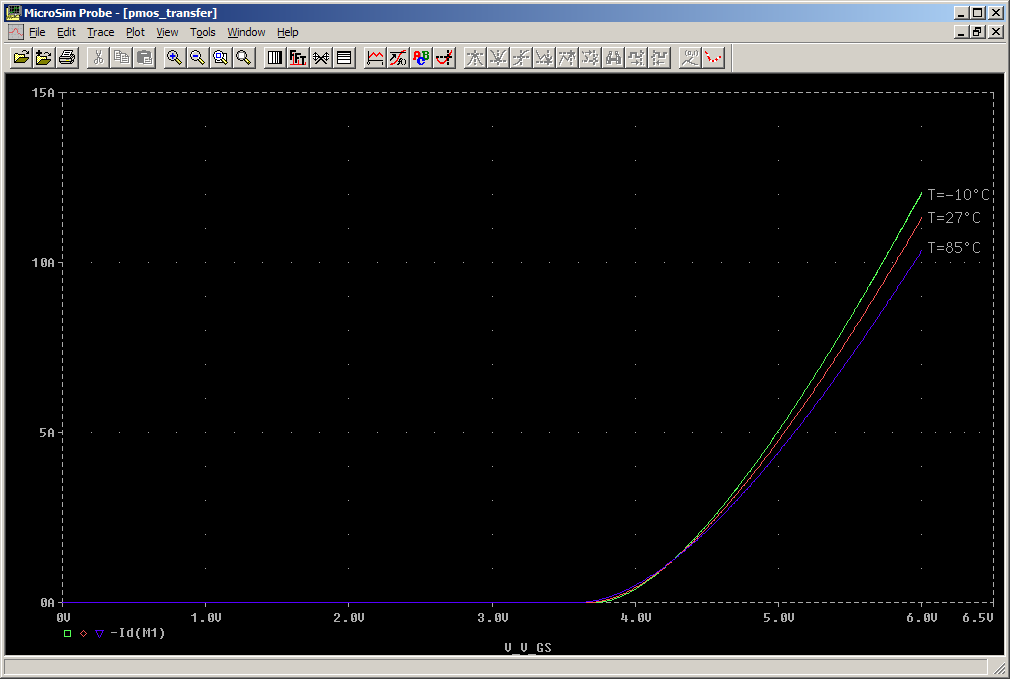 MicroSim Probe - [pmos_transfer]
File Edit Trace Plot View Tools Window Help
15A
T=-10°C
T=27°C
T=85°C
10A
5A
0A
0V 1.0V 2.0V 3.0V 4.0V 5.0V 6.0V 6.5V
-Id(M1)
V_V_GS